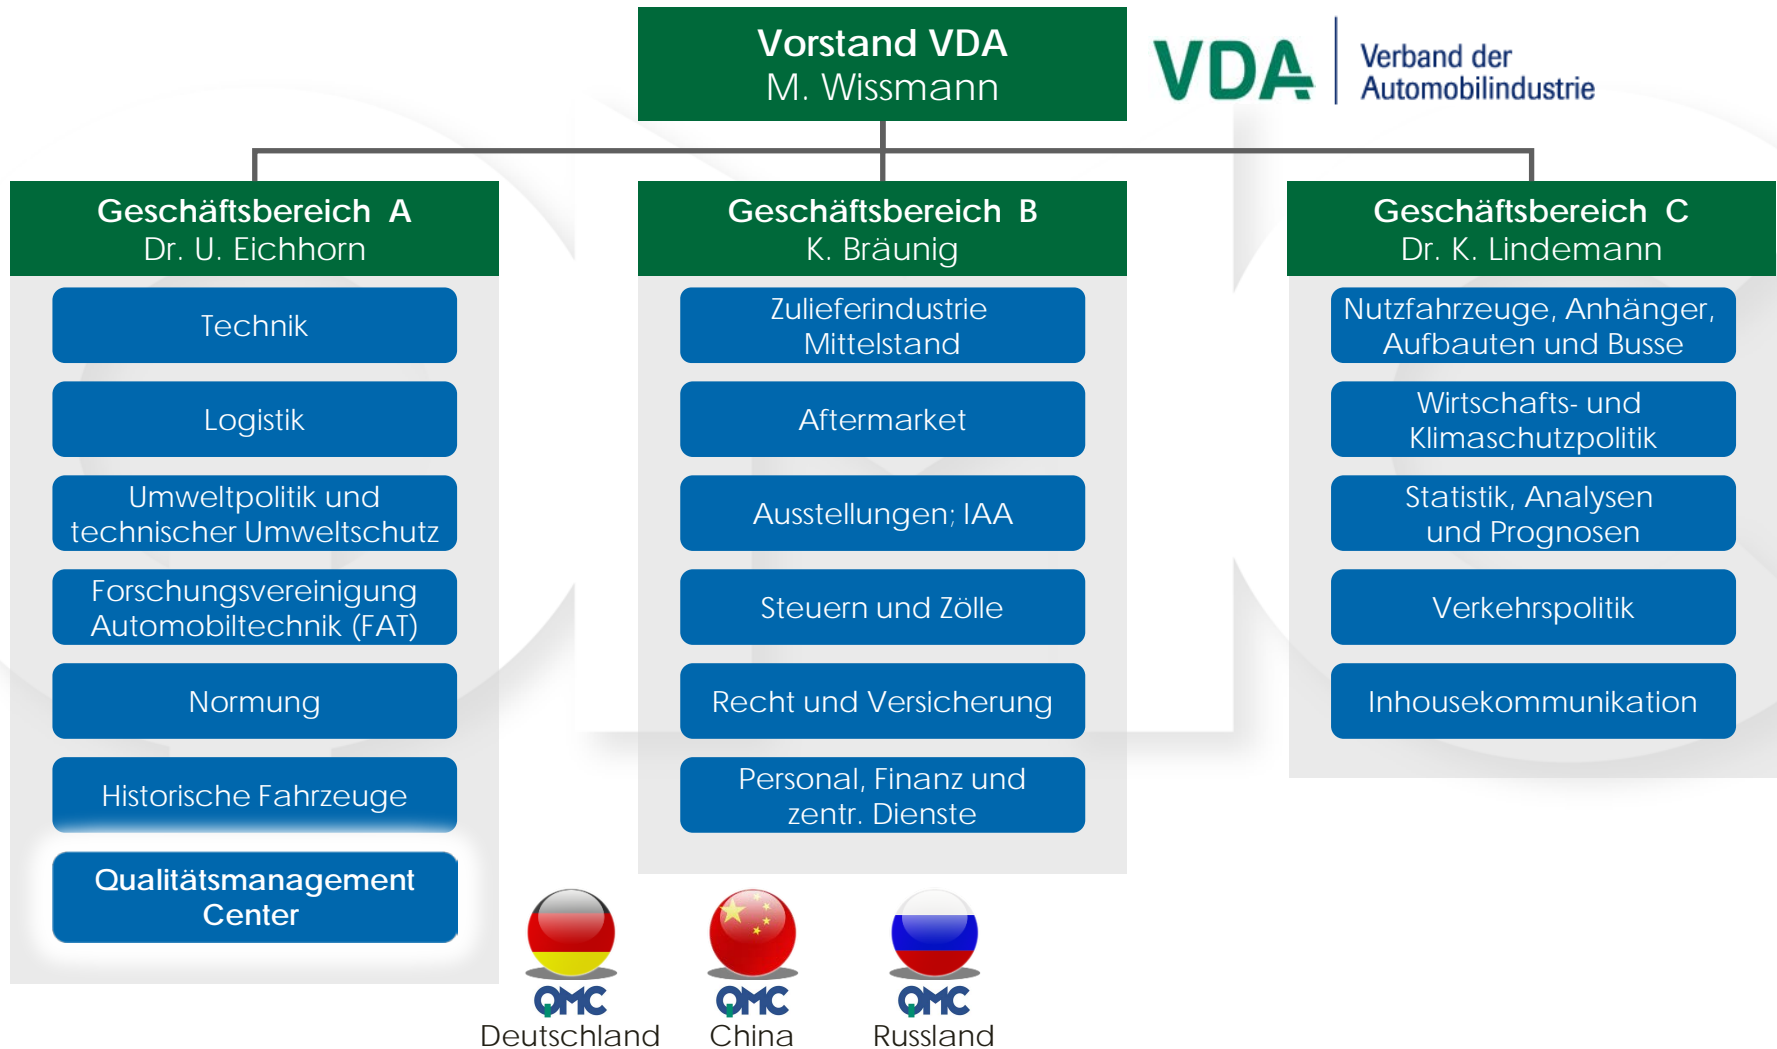 Vorstand VDA
M. Wissmann
VDA
Verband der
Automobilindustrie
Geschäftsbereich A
Dr. U. Eichhorn
Technik
Logistik
Umweltpolitik und
technischer Umweltschutz
Forschungsvereinigung
Automobiltechnik (FAT)
Normung
Historische Fahrzeuge
Qualitätsmanagement
Center
Geschäftsbereich B
K. Bräunig
Zulieferindustrie
Mittelstand
Aftermarket
Ausstellungen; IAA
Steuern und Zölle
Recht und Versicherung
Personal, Finanz und
zentr. Dienste
Geschäftsbereich C
Dr. K. Lindemann
Nutzfahrzeuge, Anhänger,
Aufbauten und Busse
Wirtschafts- und
Klimaschutzpolitik
Statistik, Analysen
und Prognosen
Verkehrspolitik
Inhousekommunikation
QMC
Deutschland
QMC
China
QMC
Russland